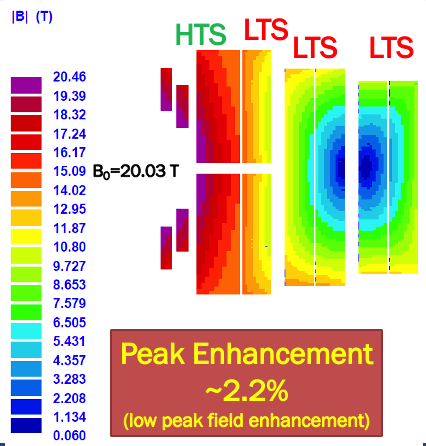 |B| (T)
HTS
LTS
LTS
LTS
20.46
19.39
18.32
17.24
16.17
15.09
14.02
12.95
11.87
10.80
9.727
8.653
7.579
6.505
5.431
4.357
3.283
2.208
1.134
0.060
B₀=20.03 T
Peak Enhancement
~2.2%
(low peak field enhancement)